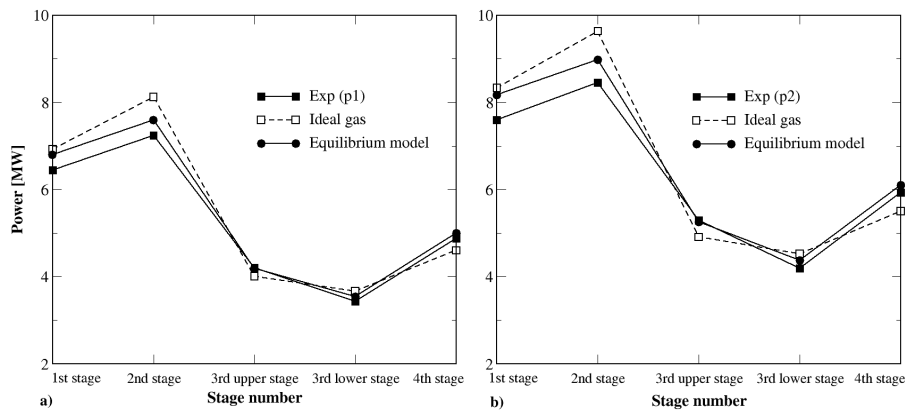 10
8
6
4
2
Power [MW]
Exp (p1)
Ideal gas
Equilibrium model
1st stage 2nd stage 3rd upper stage 3rd lower stage 4th stage
a) Stage number
10
8
6
4
2
Exp (p2)
Ideal gas
Equilibrium model
1st stage 2nd stage 3rd upper stage 3rd lower stage 4th stage
b) Stage number